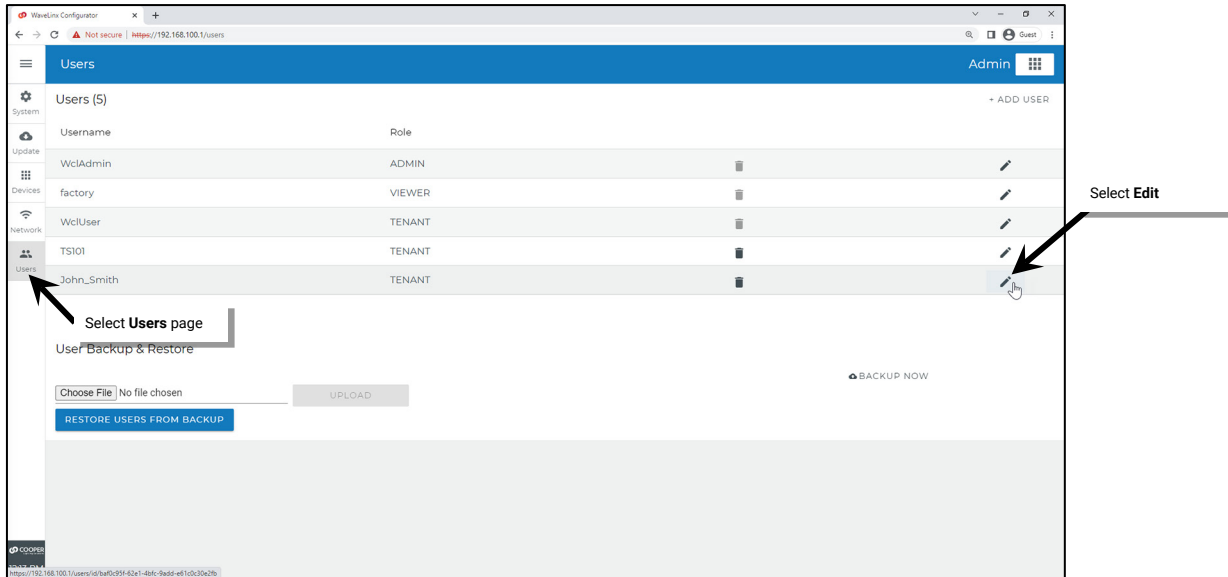 WaveLinx Configurator
Not secure | https://192.168.100.1/users
Guest
Users
Admin
System
Users (5)
+ ADD USER
Update
Username Role
WclAdmin ADMIN
Devices
factory VIEWER
Select Edit
Network
WclUser TENANT
TS101 TENANT
Users
John_Smith TENANT
Select Users page
User Backup & Restore
BACKUP NOW
Choose File No file chosen
UPLOAD
RESTORE USERS FROM BACKUP
COOPER
https://192.168.100.1/users/id/baf0c95f-62e1-4bfc-9add-e61c0c30e2fb